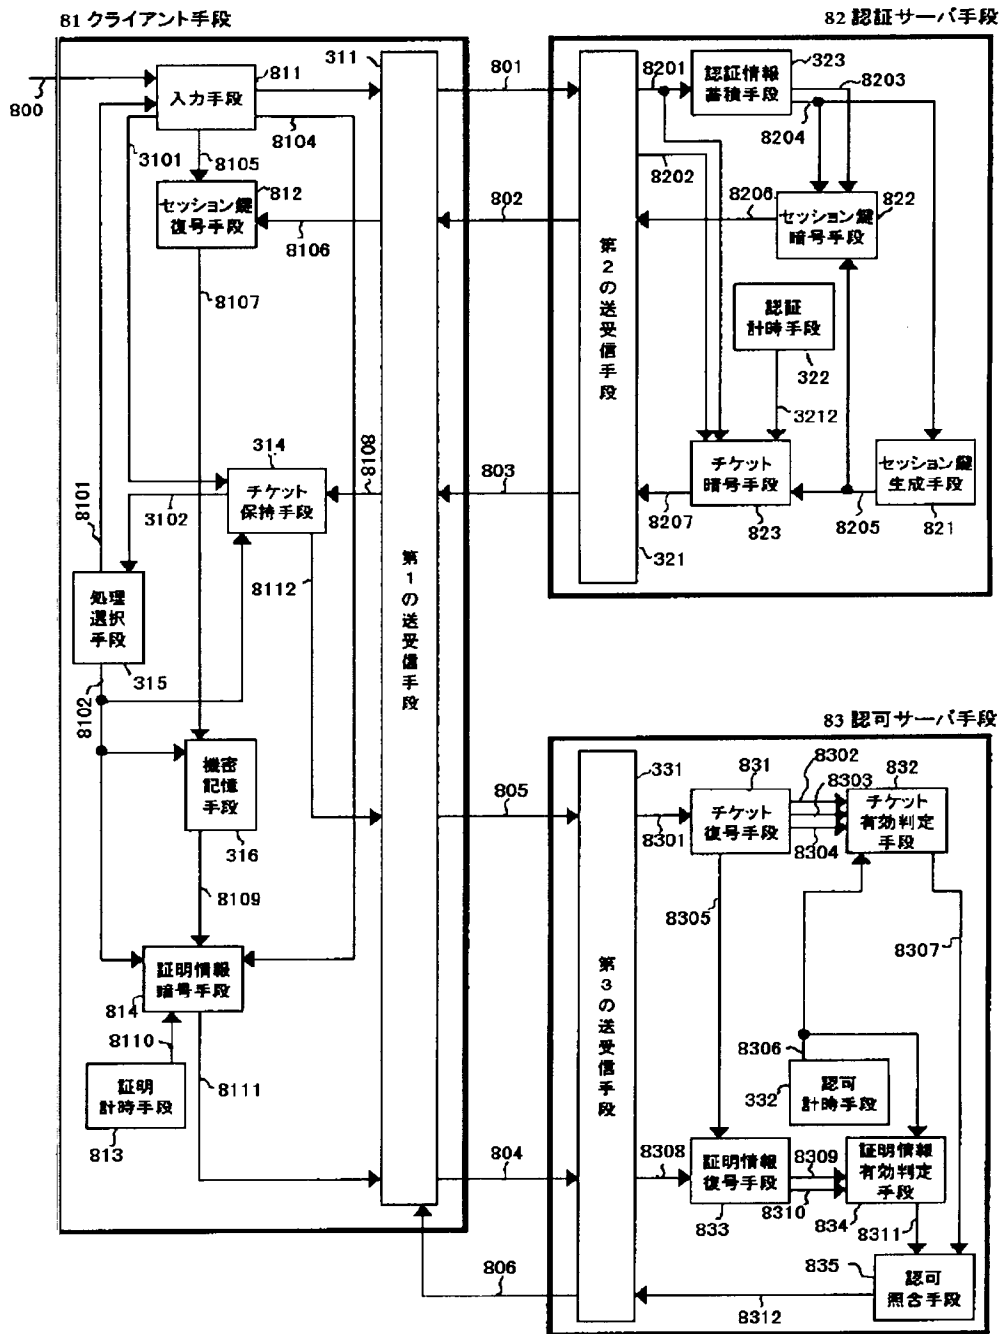 81 クライアント手段
82 認証サーバ手段
311
811
入力手段
800
801
8201
323
認証情報
蓄積手段
8203
8204
3101
8104
8105
8202
812
セッション鍵
復号手段
8106
802
8206
822
セッション鍵
暗号手段
第2の送受信手段
8107
認証
計時手段
322
3212
314
チケット
保持手段
8101
3102
8108
803
チケット
暗号手段
8207
823
8205
セッション鍵
生成手段
821
321
第1の送受信手段
8112
処理
選択
手段
315
8102
83 認可サーバ手段
機密
記憶
手段
316
805
331
831
8302
8303
832
チケット
復号手段
8301
8304
チケット
有効判定
手段
8109
8305
8307
証明情報
暗号手段
814
第3の送受信手段
8110
8306
証明
計時手段
813
8111
332
認可
計時手段
804
8308
証明情報
復号手段
833
8309
8310
証明情報
有効判定
手段
834
8311
806
835
認可
照合手段
8312